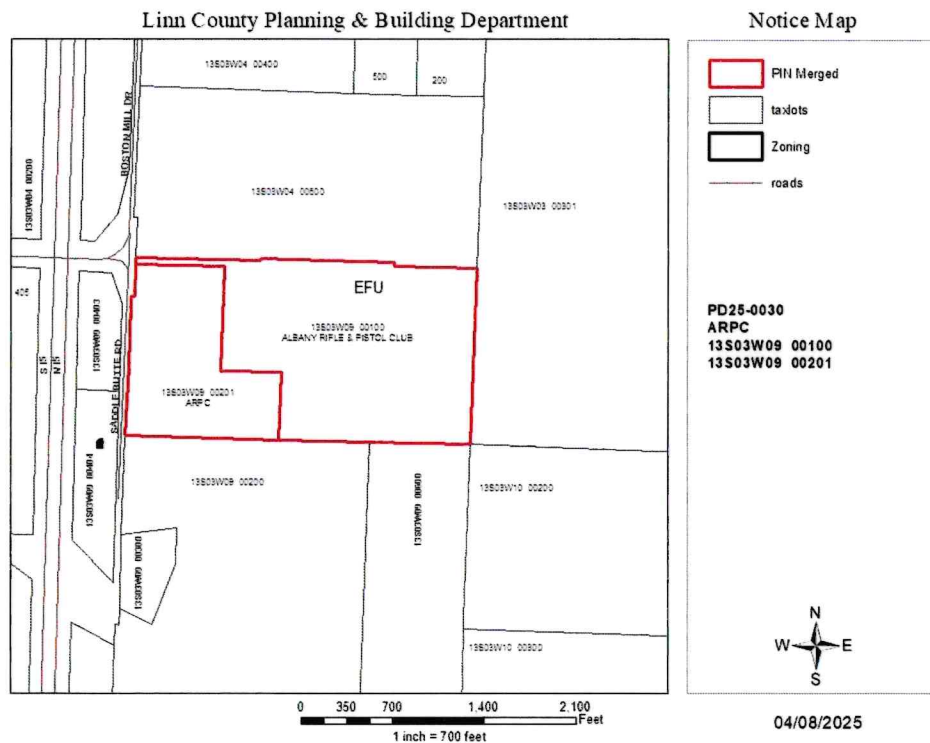 Linn County Planning & Building Department
Notice Map
13S03W04 00400
500
200
BOSTON MILL DR
13S03W04 00200
13S03W04 00600
13S03W03 00301
405
13S03W09 00403
S I5
N I5
SADDLE BUTTE RD
EFU
13S03W09 00100
ALBANY RIFLE & PISTOL CLUB
13S03W09 00201
ARPC
13S03W09 00404
13S03W09 00200
13S03W09 00600
13S03W10 00200
13S03W09 00300
13S03W10 00300
PIN Merged
taxlots
Zoning
roads
PD25-0030
ARPC
13S03W09 00100
13S03W09 00201
N
W E
S
0 350 700 1,400 2,100
Feet
1 inch = 700 feet
04/08/2025